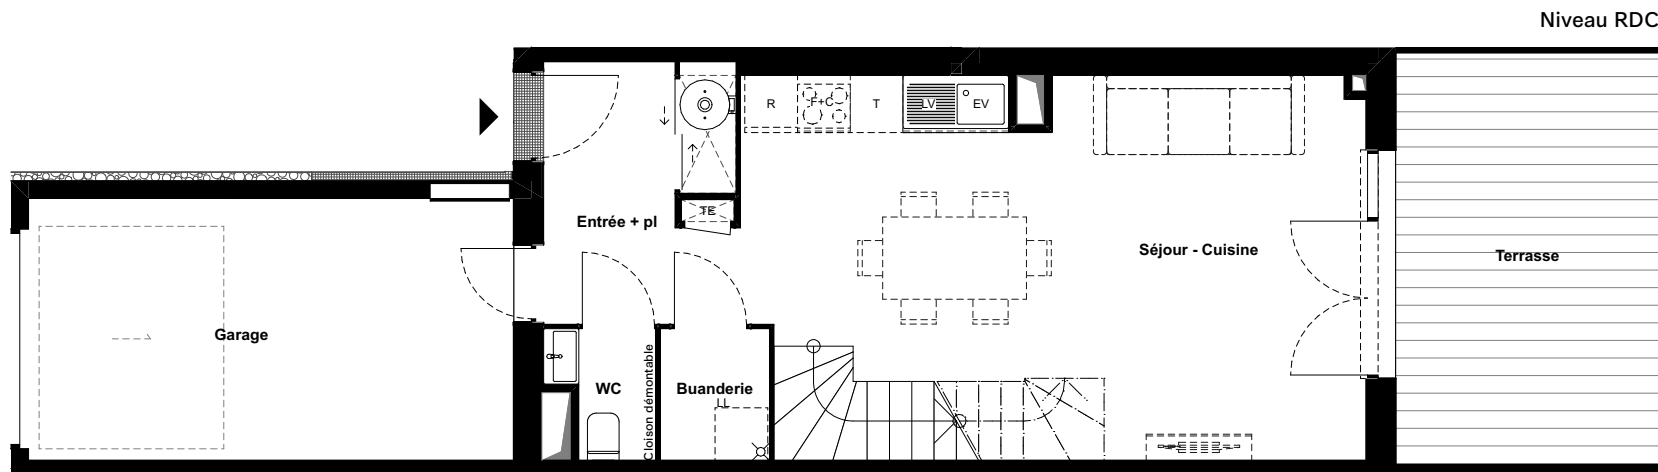 Niveau RDC
R
F+C
T
LV
EV
TE
Entrée + pl
Séjour - Cuisine
Terrasse
Garage
WC
Cloison démontable
Buanderie
LL